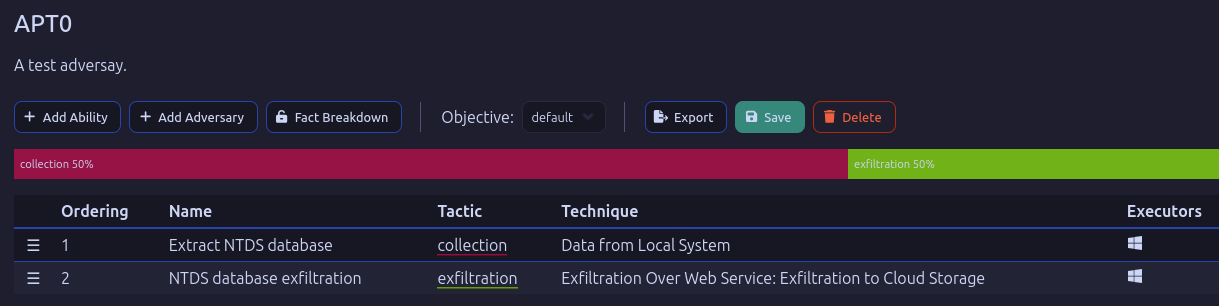 APT0
A test adversay.
Add Ability Add Adversary Fact Breakdown Objective: default Export Save Delete
collection 50% exfiltration 50%
Ordering Name Tactic Technique Executors
1 Extract NTDS database collection Data from Local System
2 NTDS database exfiltration exfiltration Exfiltration Over Web Service: Exfiltration to Cloud Storage